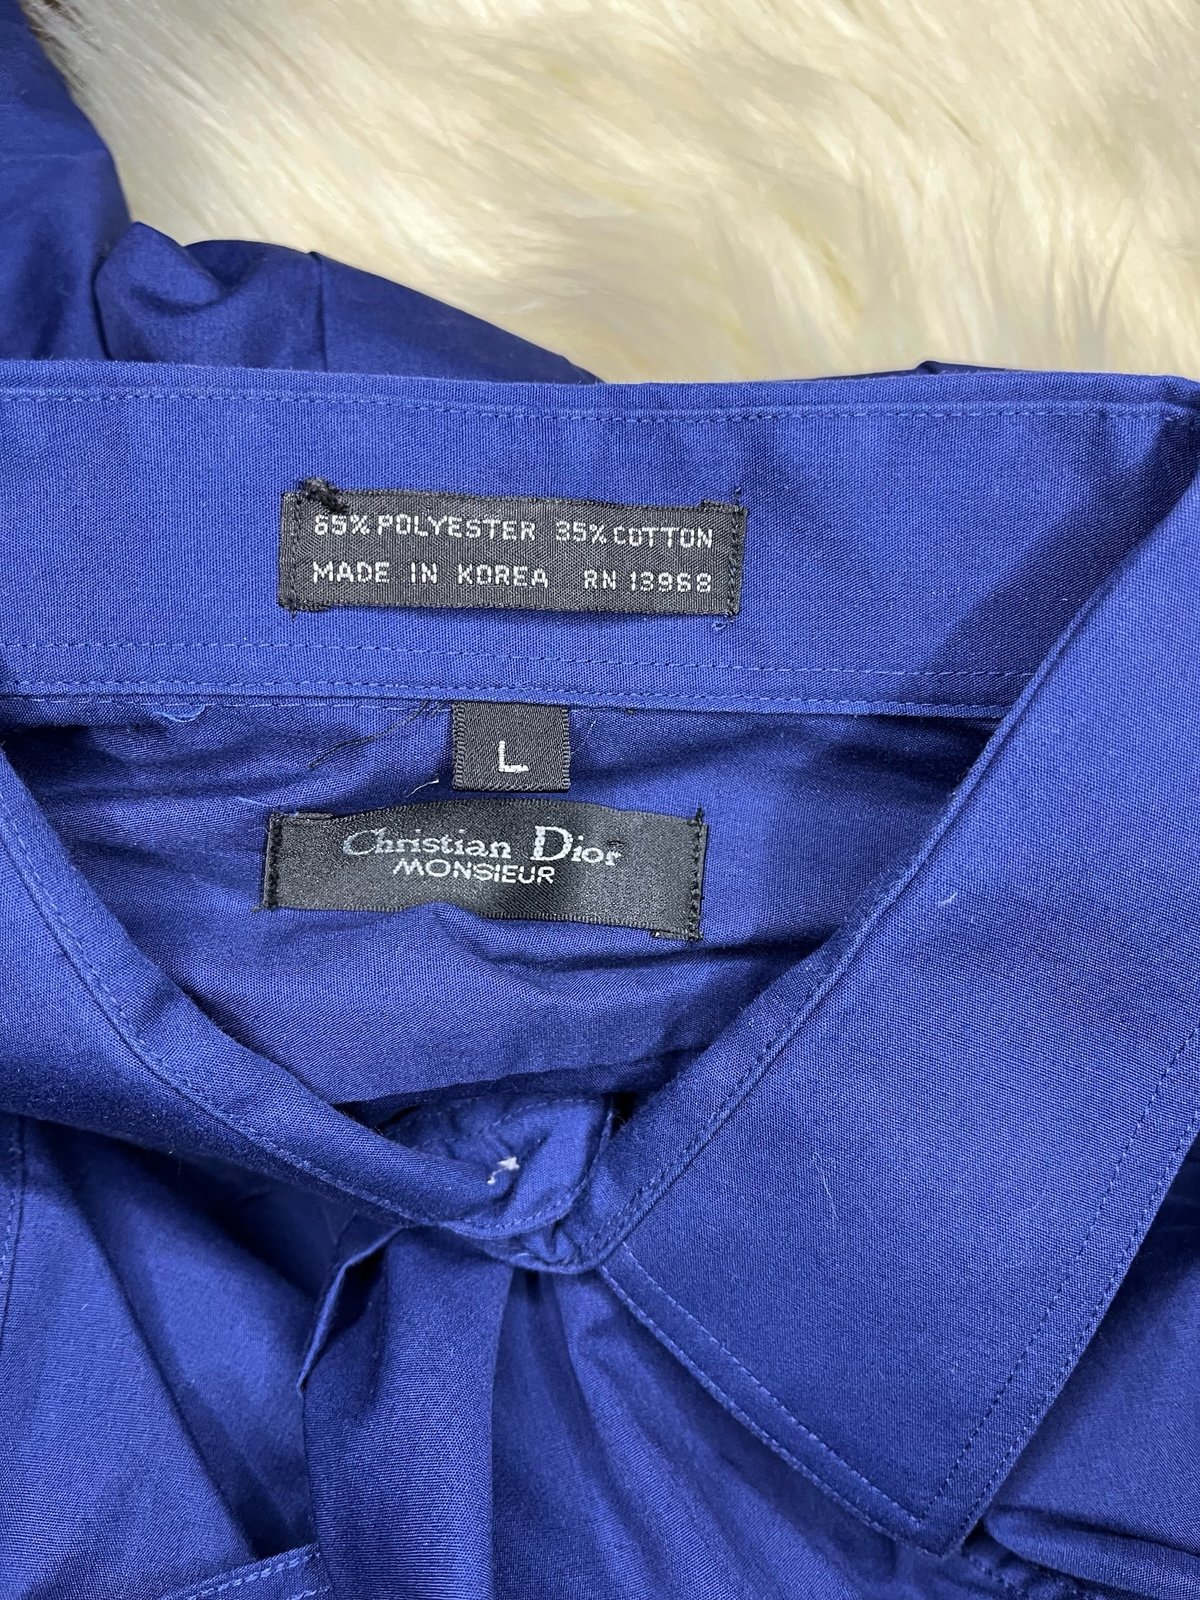 65% POLYESTER 35% COTTON
MADE IN KOREA RN 13968
L
Christian Dior
MONSIEUR